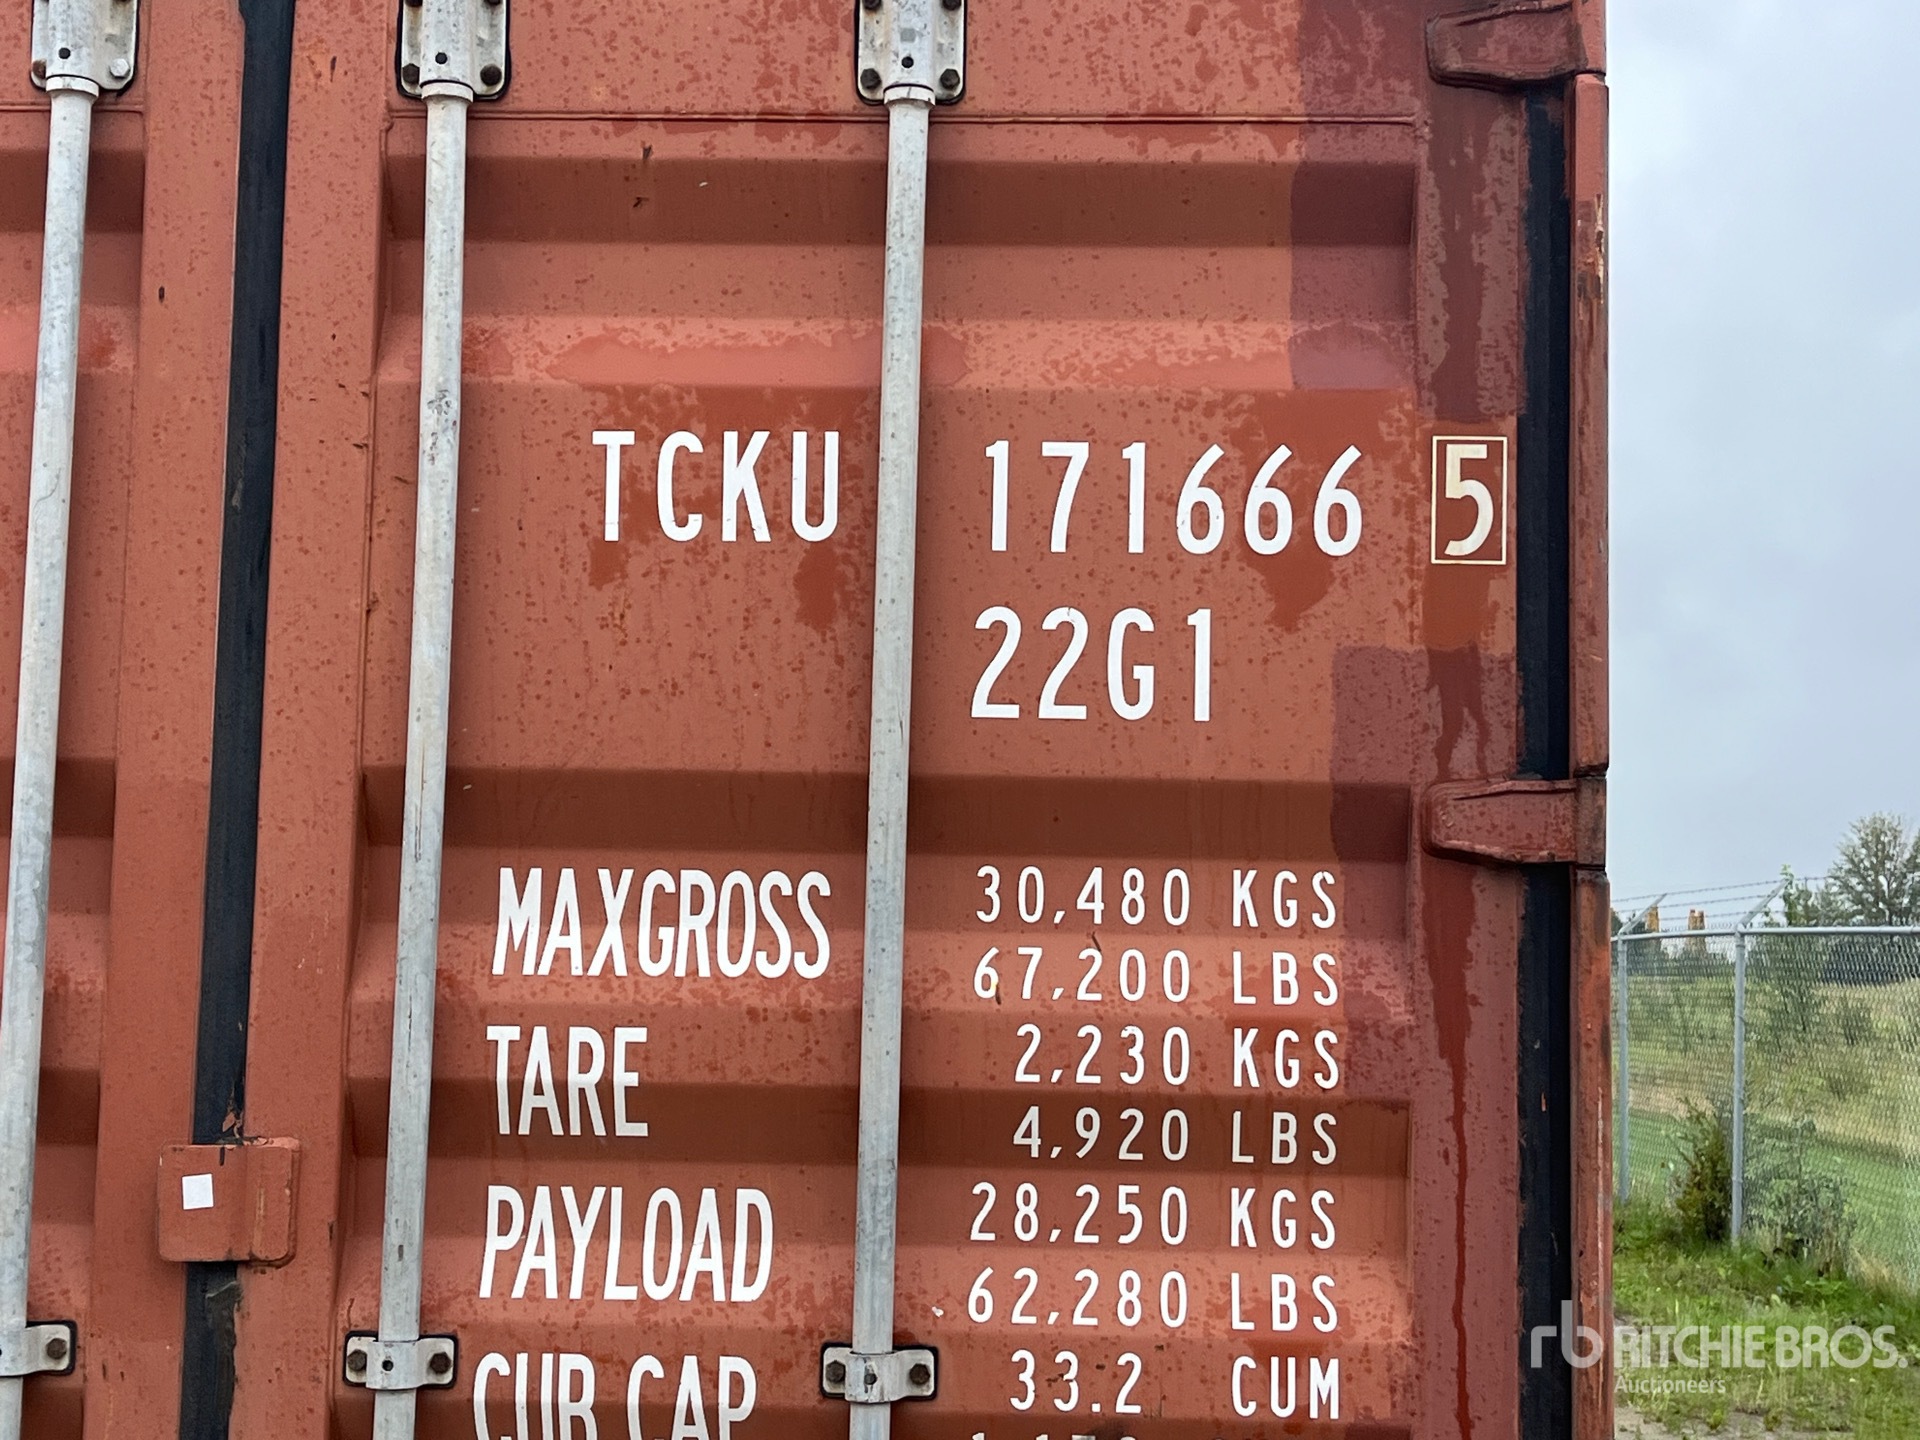 TCKU 171666 5
22G1
MAXGROSS 30,480 KGS
67,200 LBS
TARE 2,230 KGS
4,920 LBS
PAYLOAD 28,250 KGS
62,280 LBS
CUB.CAP 33.2 CUM
rb RITCHIE BROS.
Auctioneers